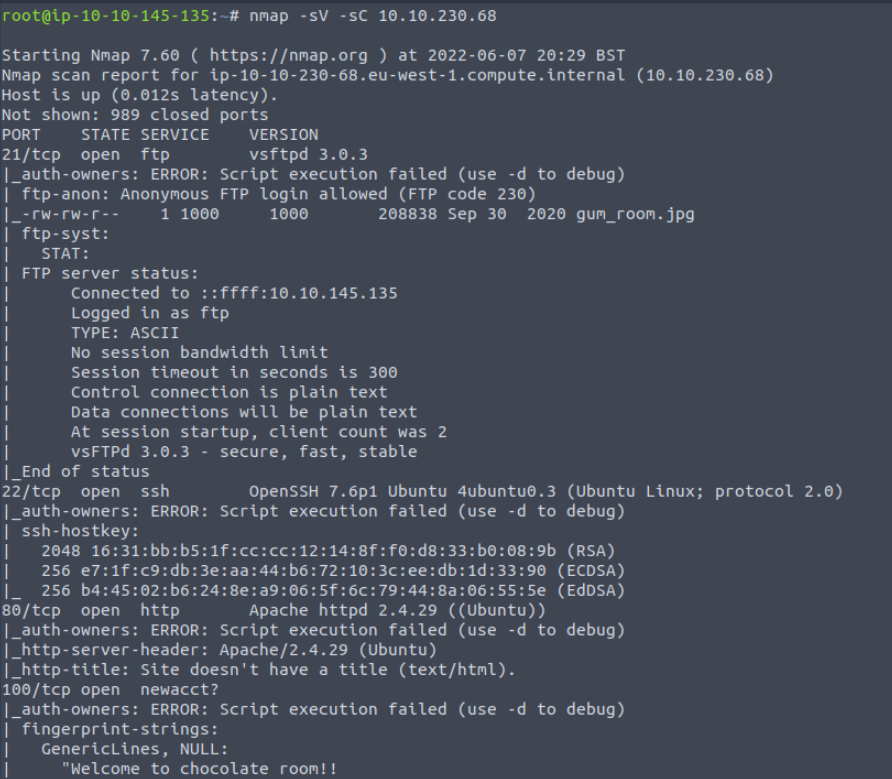 root@ip-10-10-145-135:~# nmap -sV -sC 10.10.230.68

Starting Nmap 7.60 ( https://nmap.org ) at 2022-06-07 20:29 BST
Nmap scan report for ip-10-10-230-68.eu-west-1.compute.internal (10.10.230.68)
Host is up (0.012s latency).
Not shown: 989 closed ports
PORT    STATE SERVICE    VERSION
21/tcp  open  ftp        vsftpd 3.0.3
|_auth-owners: ERROR: Script execution failed (use -d to debug)
| ftp-anon: Anonymous FTP login allowed (FTP code 230)
|_-rw-rw-r--    1 1000     1000       208838 Sep 30  2020 gum_room.jpg
| ftp-syst:
|   STAT:
| FTP server status:
|      Connected to ::ffff:10.10.145.135
|      Logged in as ftp
|      TYPE: ASCII
|      No session bandwidth limit
|      Session timeout in seconds is 300
|      Control connection is plain text
|      Data connections will be plain text
|      At session startup, client count was 2
|      vsFTPd 3.0.3 - secure, fast, stable
|_End of status
22/tcp  open  ssh        OpenSSH 7.6p1 Ubuntu 4ubuntu0.3 (Ubuntu Linux; protocol 2.0)
|_auth-owners: ERROR: Script execution failed (use -d to debug)
| ssh-hostkey:
|   2048 16:31:bb:b5:1f:cc:cc:12:14:8f:f0:d8:33:b0:08:9b (RSA)
|   256 e7:1f:c9:db:3e:aa:44:b6:72:10:3c:ee:db:1d:33:90 (ECDSA)
|_  256 b4:45:02:b6:24:8e:a9:06:5f:6c:79:44:8a:06:55:5e (EdDSA)
80/tcp  open  http       Apache httpd 2.4.29 ((Ubuntu))
|_auth-owners: ERROR: Script execution failed (use -d to debug)
|_http-server-header: Apache/2.4.29 (Ubuntu)
|_http-title: Site doesn't have a title (text/html).
100/tcp open  newacct?
|_auth-owners: ERROR: Script execution failed (use -d to debug)
| fingerprint-strings:
|   GenericLines, NULL:
|     "Welcome to chocolate room!!